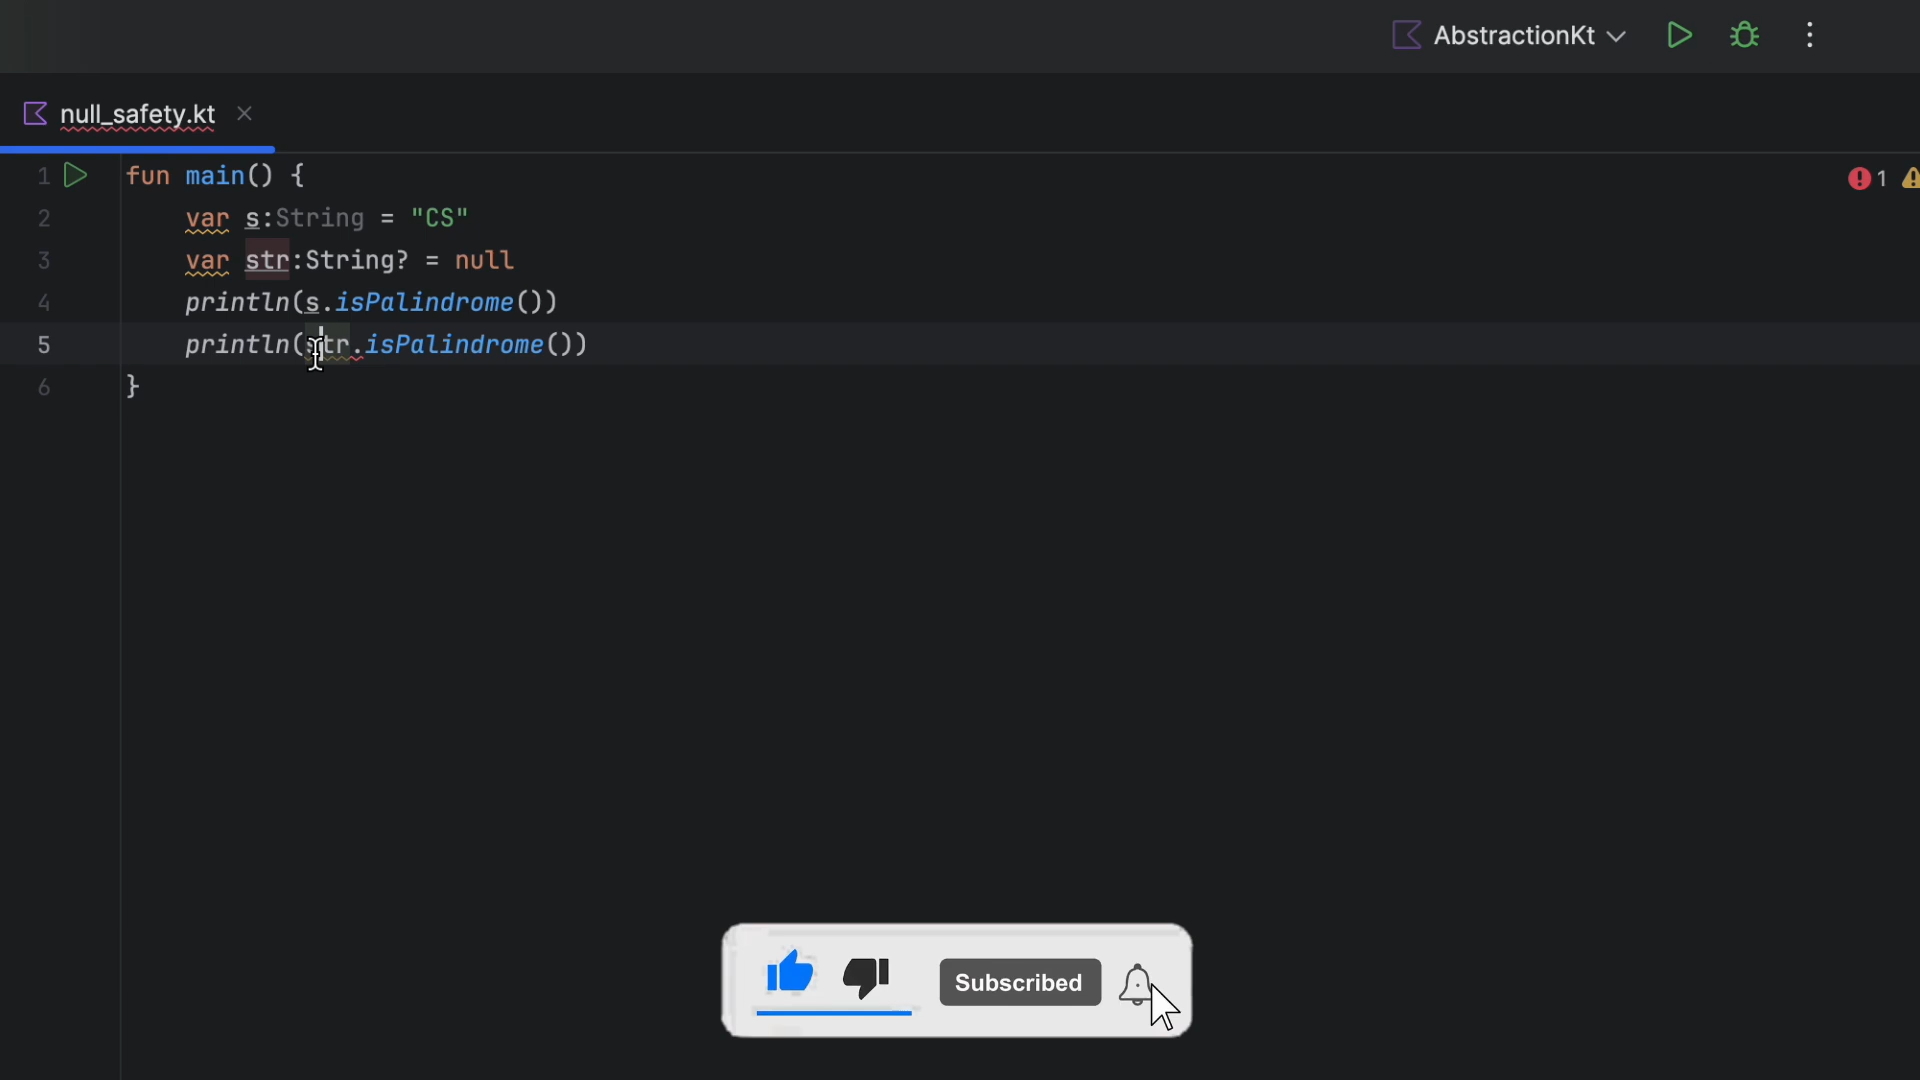 AbstractionKt
null_safety.kt
1 fun main() {
2 var s:String = "CS"
3 var str:String? = null
4 println(s.isPalindrome())
5 println(str.isPalindrome())
6 }
1
Subscribed